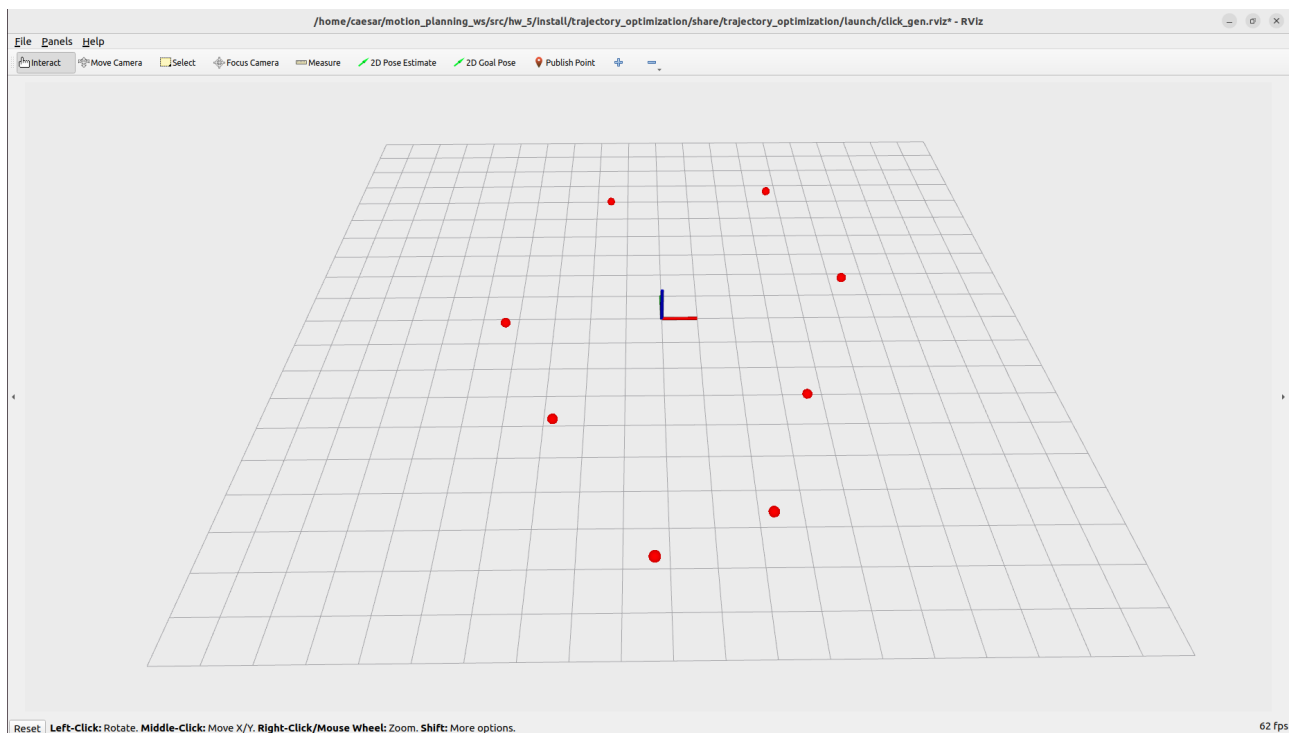 /home/caesar/motion_planning_ws/src/hw_5/install/trajectory_optimization/share/trajectory_optimization/launch/click_gen.rviz* - RViz
File Panels Help
Interact Move Camera Select Focus Camera Measure 2D Pose Estimate 2D Goal Pose Publish Point
Reset Left-Click: Rotate. Middle-Click: Move X/Y. Right-Click/Mouse Wheel: Zoom. Shift: More options. 62 fps